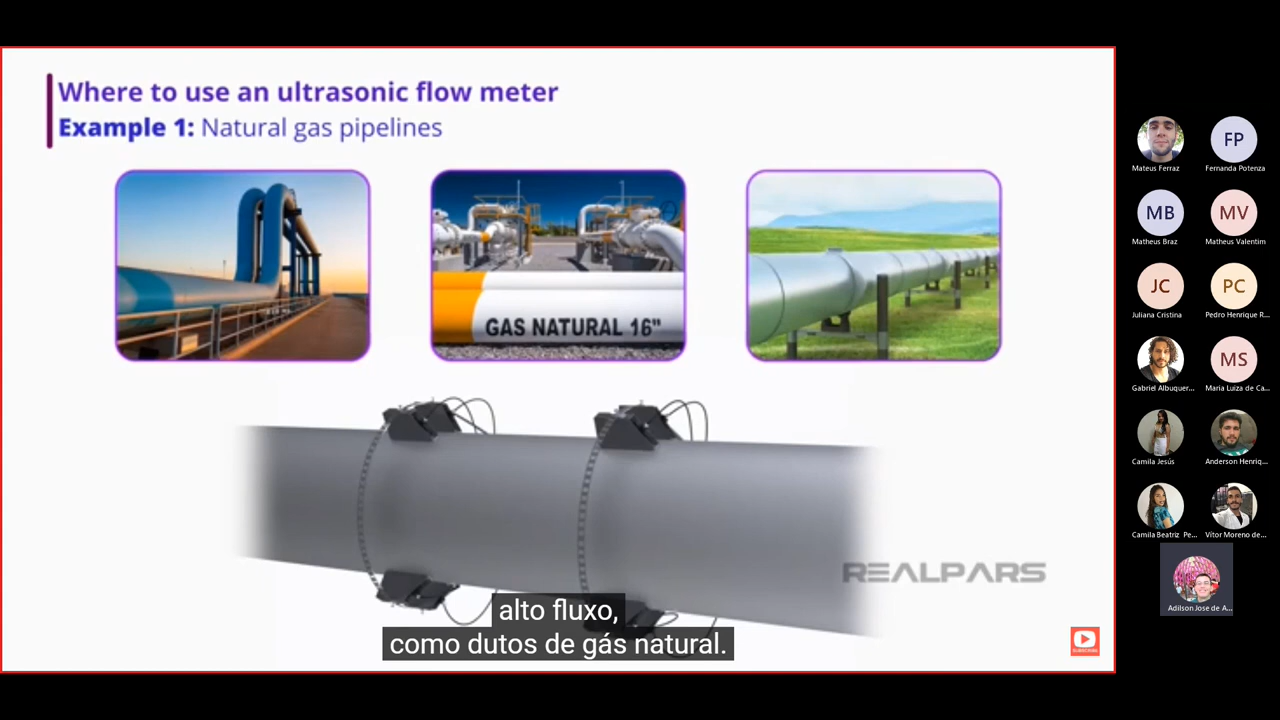 Where to use an ultrasonic flow meter
Example 1: Natural gas pipelines
GAS NATURAL 16"
REALPARS
alto fluxo,
como dutos de gás natural.
SUBSCRIBE
Mateus Ferraz
FP
Fernanda Potenza
MB
Matheus Braz
MV
Matheus Valentim
JC
Juliana Cristina
PC
Pedro Henrique R...
Gabriel Albuquer...
MS
Maria Luiza de Ca...
Camila Jesús
Anderson Henriq...
Camila Beatriz Pe...
Vítor Moreno de...
Adilson Jose de A...